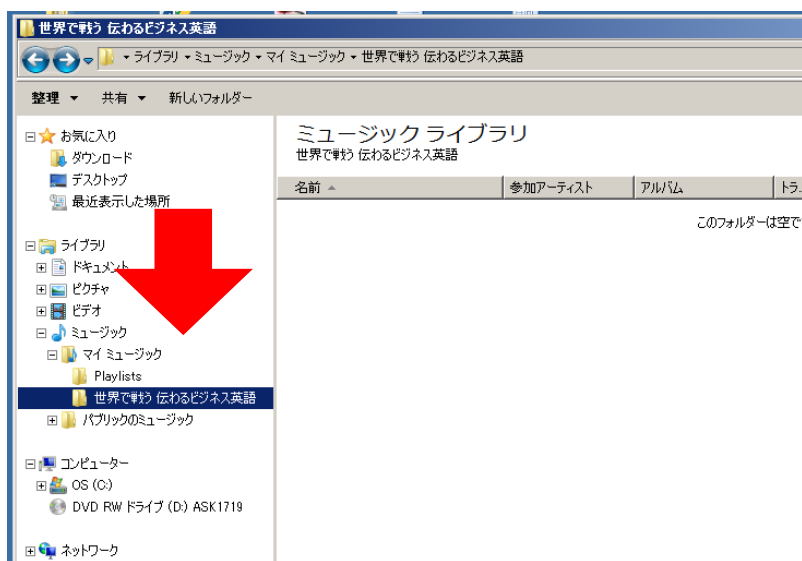 世界で戦う 伝わるビジネス英語
ライブラリ ミュージック マイ ミュージック 世界で戦う 伝わるビジネス英語
整理 共有 新しいフォルダー
お気に入り
ダウンロード
デスクトップ
最近表示した場所
ライブラリ
ドキュメント
ピクチャ
ビデオ
ミュージック
マイ ミュージック
Playlists
世界で戦う 伝わるビジネス英語
パブリックのミュージック
コンピューター
OS (C:)
DVD RW ドライブ (D:) ASK1719
ネットワーク
ミュージック ライブラリ
世界で戦う 伝わるビジネス英語
名前 参加アーティスト アルバム トラ...
このフォルダーは空で